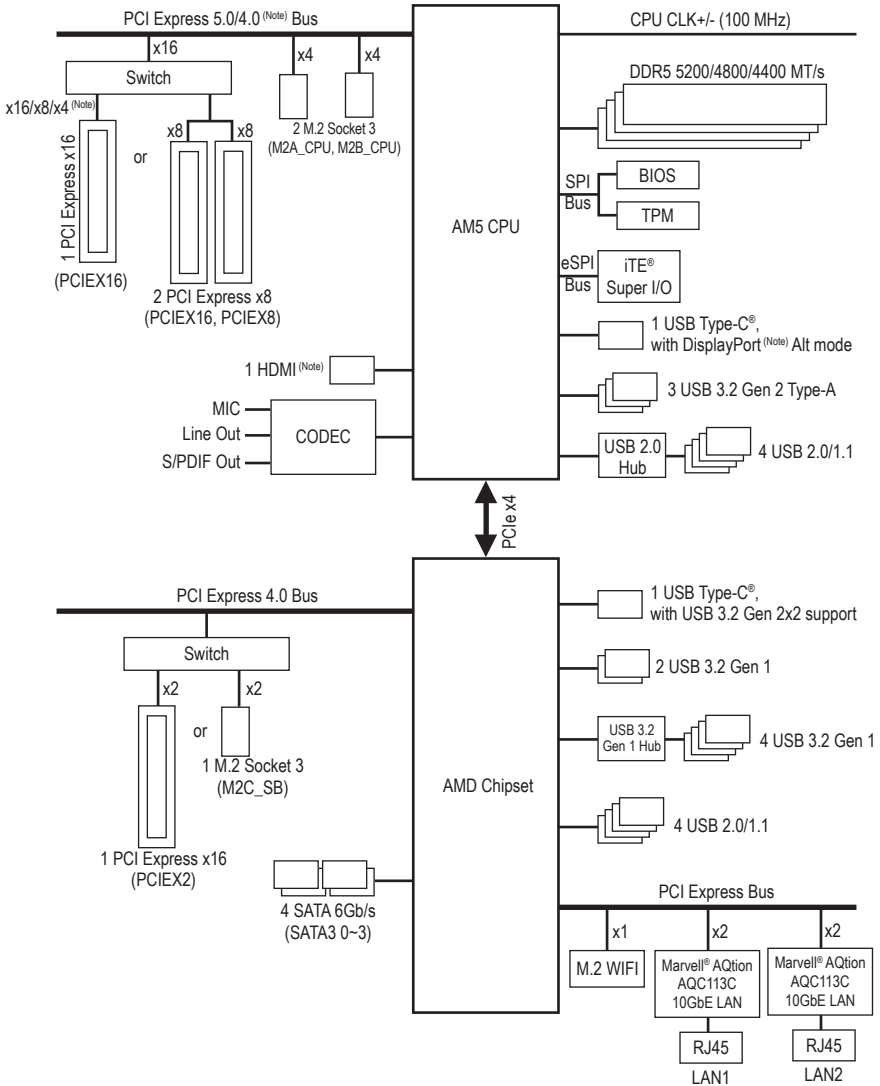 PCI Express 5.0/4.0 (Note) Bus
CPU CLK+/- (100 MHz)
x16
x4
x4
Switch
DDR5 5200/4800/4400 MT/s
x16/x8/x4 (Note)
x8
x8
2 M.2 Socket 3
(M2A_CPU, M2B_CPU)
1 PCI Express x16
or
(PCIEX16)
2 PCI Express x8
(PCIEX16, PCIEX8)
AM5 CPU
SPI
Bus
BIOS
TPM
eSPI
Bus
iTE®
Super I/O
1 USB Type-C®,
with DisplayPort (Note) Alt mode
1 HDMI (Note)
3 USB 3.2 Gen 2 Type-A
MIC
Line Out
S/PDIF Out
CODEC
USB 2.0
Hub
4 USB 2.0/1.1
PCIe x4
PCI Express 4.0 Bus
1 USB Type-C®,
with USB 3.2 Gen 2x2 support
Switch
x2
x2
or
2 USB 3.2 Gen 1
1 M.2 Socket 3
(M2C_SB)
USB 3.2
Gen 1 Hub
4 USB 3.2 Gen 1
AMD Chipset
4 USB 2.0/1.1
1 PCI Express x16
(PCIEX2)
4 SATA 6Gb/s
(SATA3 0~3)
PCI Express Bus
x1
x2
x2
M.2 WIFI
Marvell® AQtion
AQC113C
10GbE LAN
Marvell® AQtion
AQC113C
10GbE LAN
RJ45
RJ45
LAN1
LAN2